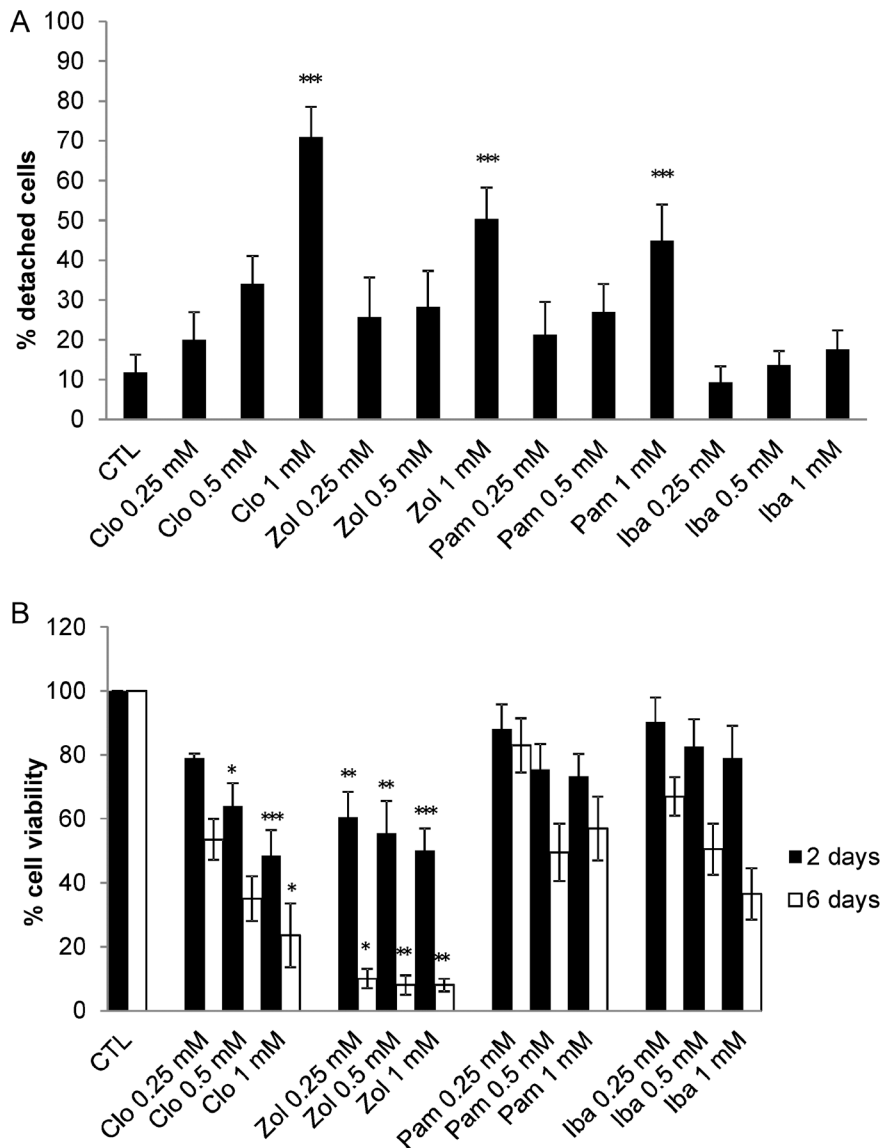 A
100
90
80
70
60
50
40
30
20
10
0
% detached cells
***
***
***
CTL
Clo 0.25 mM
Clo 0.5 mM
Clo 1 mM
Zol 0.25 mM
Zol 0.5 mM
Zol 1 mM
Pam 0.25 mM
Pam 0.5 mM
Pam 1 mM
Iba 0.25 mM
Iba 0.5 mM
Iba 1 mM
B
120
100
80
60
40
20
0
% cell viability
*
***
*
**
**
***
*
**
**
2 days
6 days
CTL
Clo 0.25 mM
Clo 0.5 mM
Clo 1 mM
Zol 0.25 mM
Zol 0.5 mM
Zol 1 mM
Pam 0.25 mM
Pam 0.5 mM
Pam 1 mM
Iba 0.25 mM
Iba 0.5 mM
Iba 1 mM